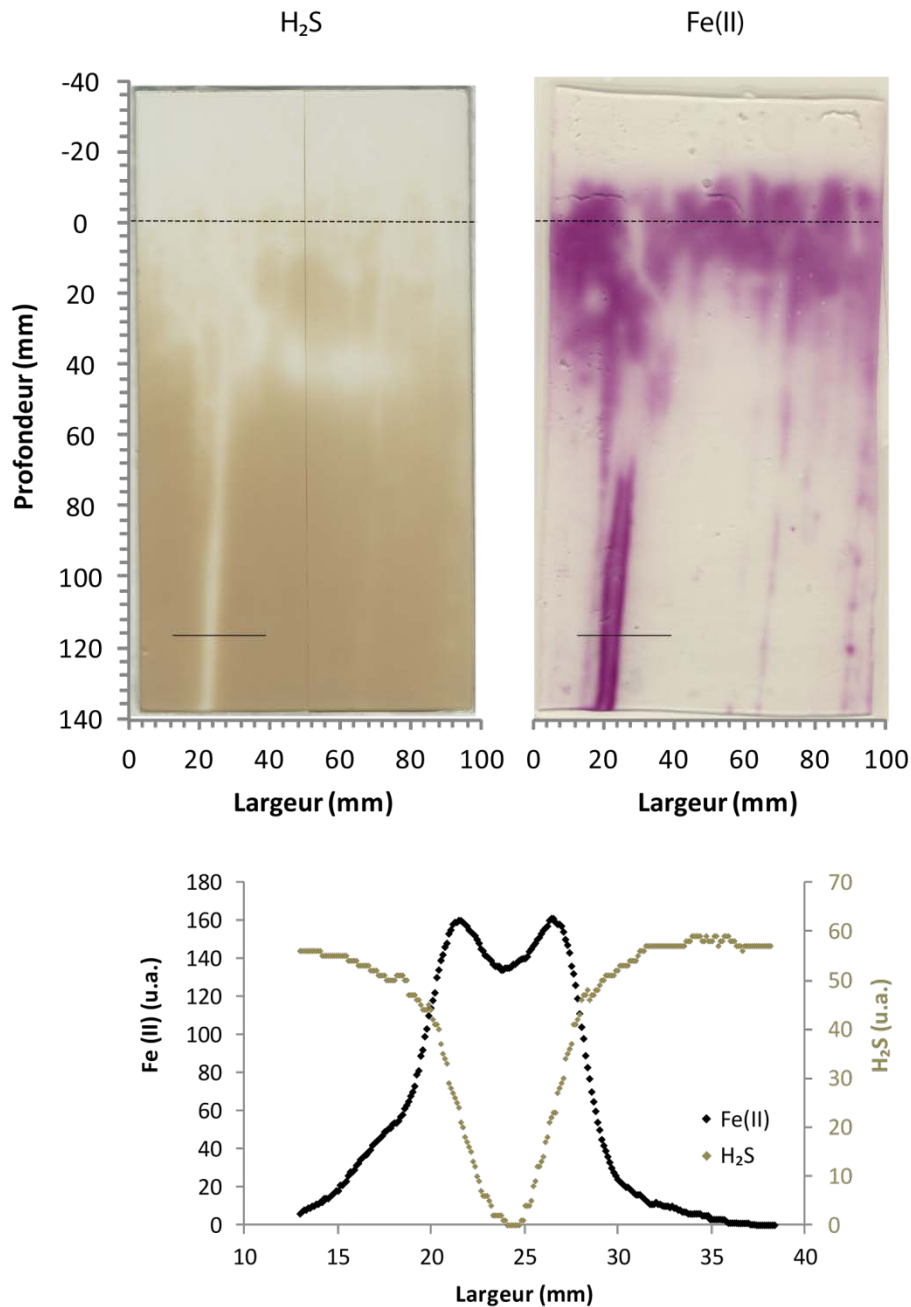 H₂S Fe(II)
-40
-20
0
20
40
60
80
100
120
140
Profondeur (mm)
0 20 40 60 80 100 0 20 40 60 80 100
Largeur (mm) Largeur (mm)
180 70
160 60
140 50
120 40
100 30
80 20
60 10
40 0
20
0
Fe (II) (u.a.)
H₂S (u.a.)
Fe(II)
H₂S
10 15 20 25 30 35 40
Largeur (mm)